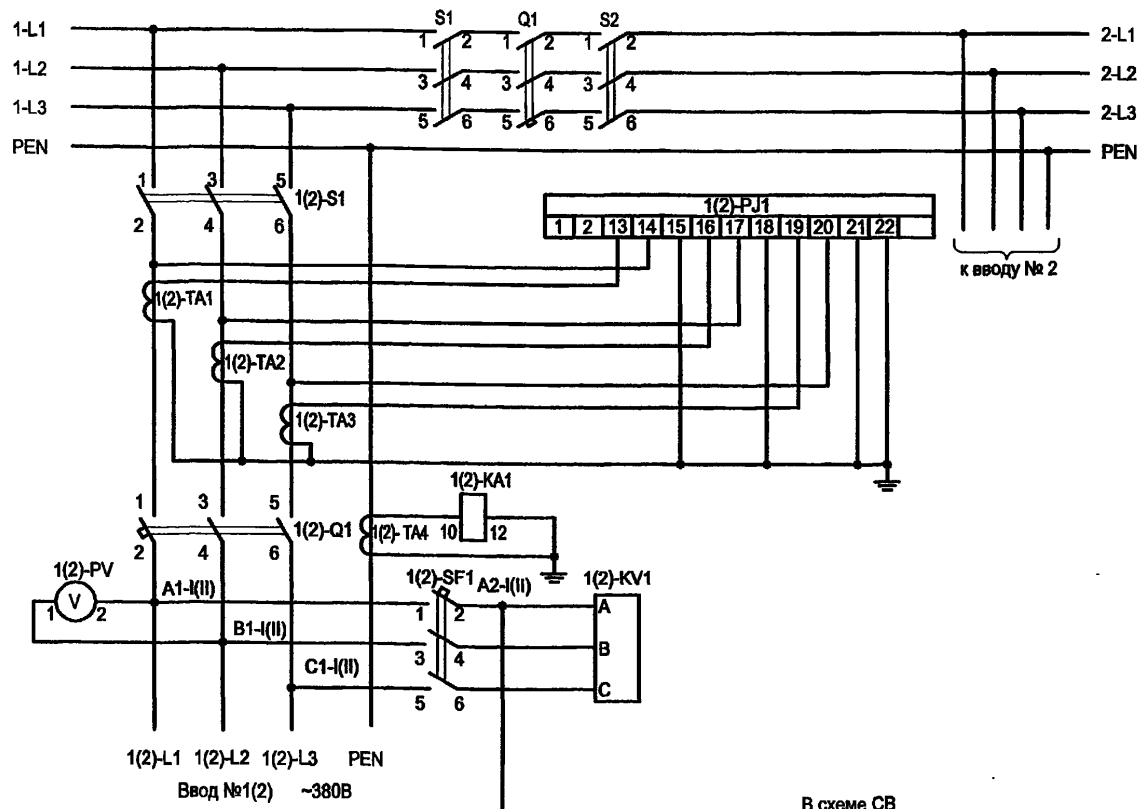 S1 Q1 S2
1-L1 1 2 1 2 1 2 2-L1
1-L2 3 4 3 4 3 4 2-L2
1-L3 5 6 5 6 5 6 2-L3
PEN PEN
1 3 5 1(2)-S1
2 4 6
1(2)-PJ1
1 2 13 14 15 16 17 18 19 20 21 22
к вводу № 2
1(2)-TA1
1(2)-TA2
1(2)-TA3
1(2)-KA1
1 3 5 1(2)-Q1 1(2)-TA4 10 12
2 4 6
1(2)-PV 1(2)-SF1 A2-I(II) 1(2)-KV1
1 V 2 A1-I(II) 1 2 A
B1-I(II) 3 4 B
C1-I(II) 5 6 C
1(2)-L1 1(2)-L2 1(2)-L3 PEN
Ввод №1(2) ~380В
В схеме СВ